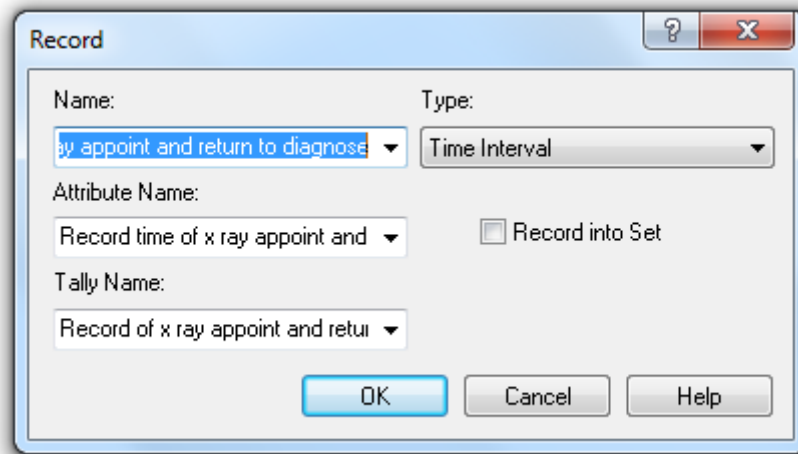 Record
Name: Type:
ay appoint and return to diagnose Time Interval
Attribute Name:
Record time of x ray appoint and Record into Set
Tally Name:
Record of x ray appoint and retur
OK Cancel Help